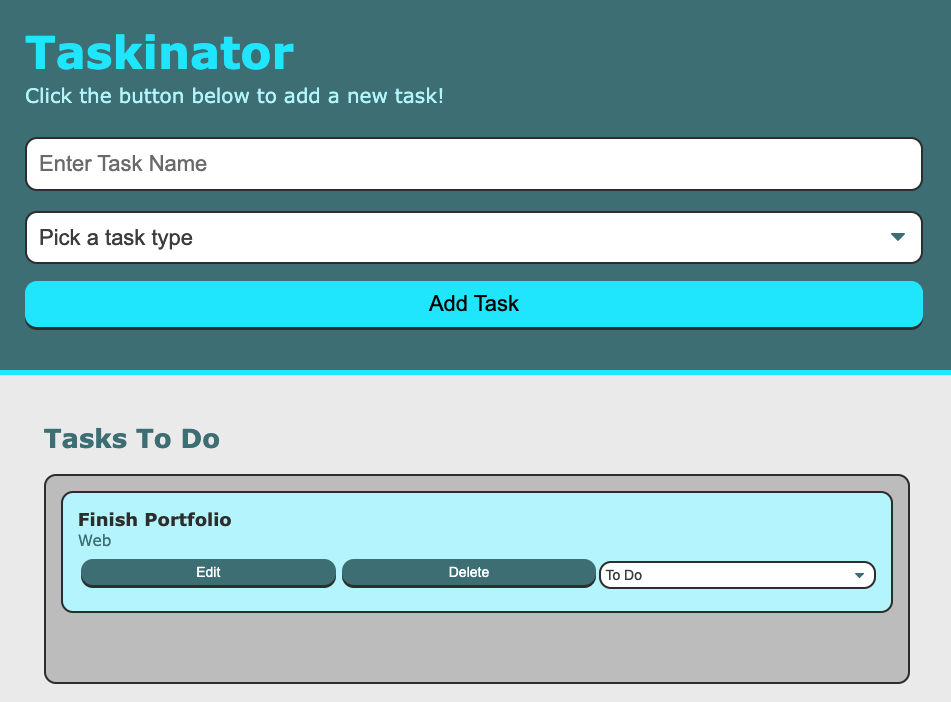 Taskinator
Click the button below to add a new task!
Enter Task Name
Pick a task type
Add Task
Tasks To Do
Finish Portfolio
Web
Edit Delete To Do